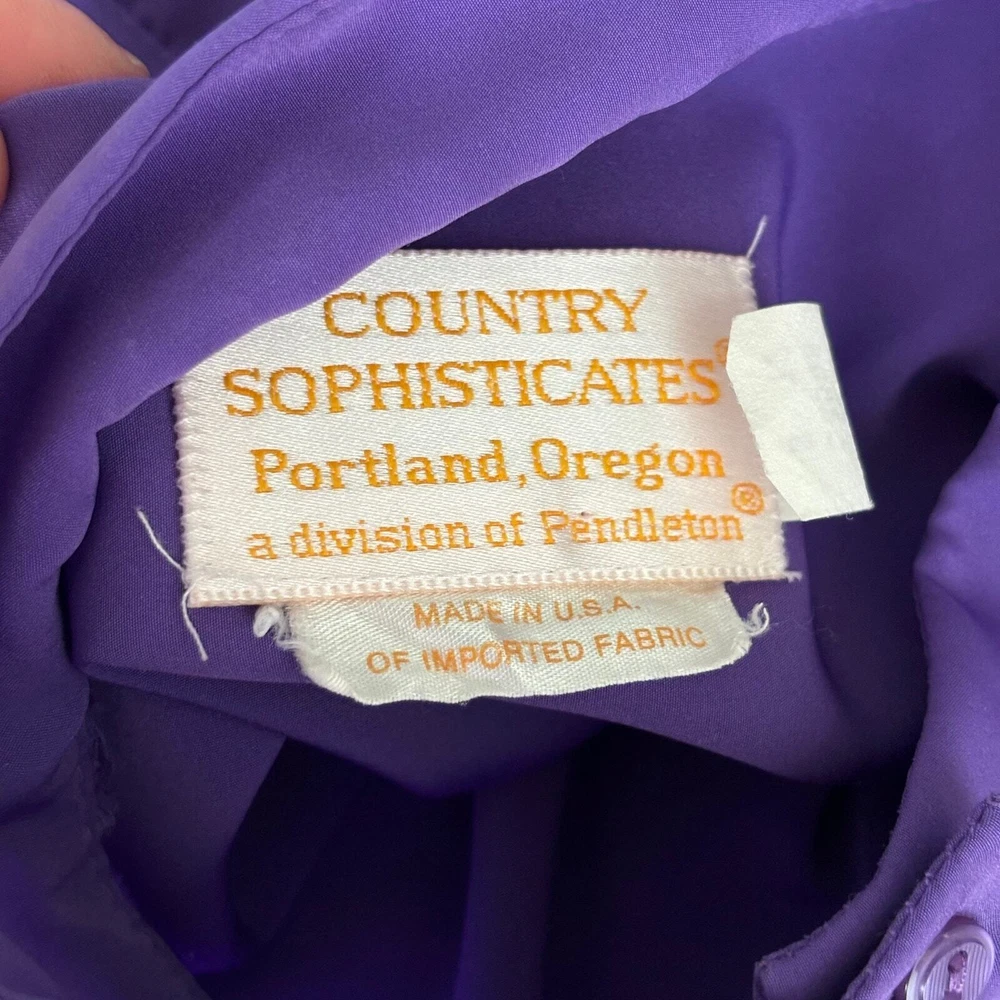 COUNTRY
SOPHISTICATES®
Portland, Oregon
a division of Pendleton®
MADE IN U.S.A.
OF IMPORTED FABRIC